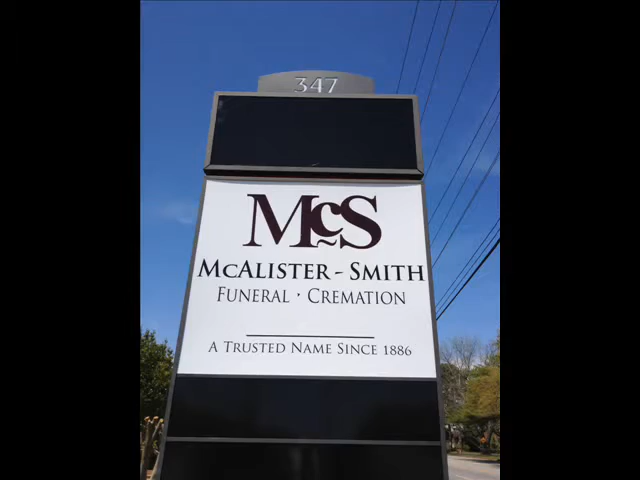 347
McS
McALISTER - SMITH
FUNERAL · CREMATION
A TRUSTED NAME SINCE 1886